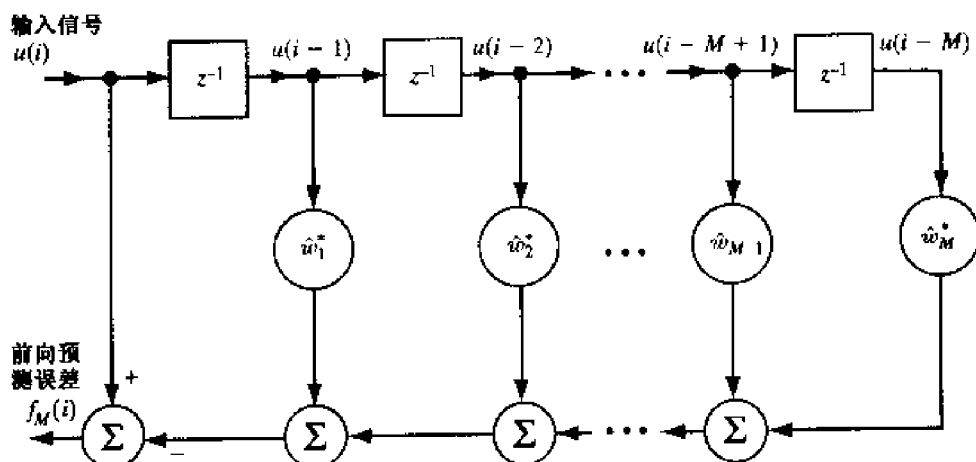 输入信号
u(i) z⁻¹ u(i − 1) z⁻¹ u(i − 2) ••• u(i − M + 1) z⁻¹ u(i − M)
ŵ₁* ŵ₂* ••• ŵ_{M 1} ŵ_M*
前向预
测误差
f_M(i) + Σ − Σ Σ ••• Σ